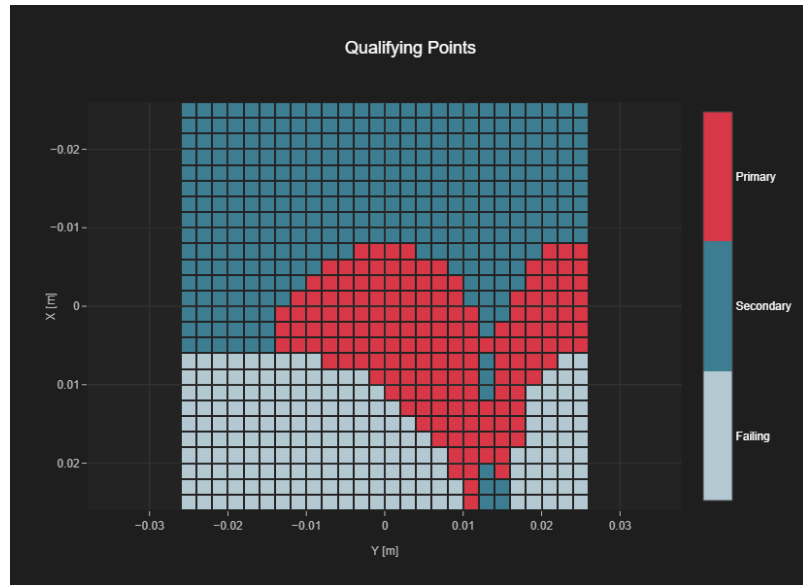 Qualifying Points
−0.02
−0.01
0
0.01
0.02
X [m]
−0.03
−0.02
−0.01
0
0.01
0.02
0.03
Y [m]
Primary
Secondary
Failing